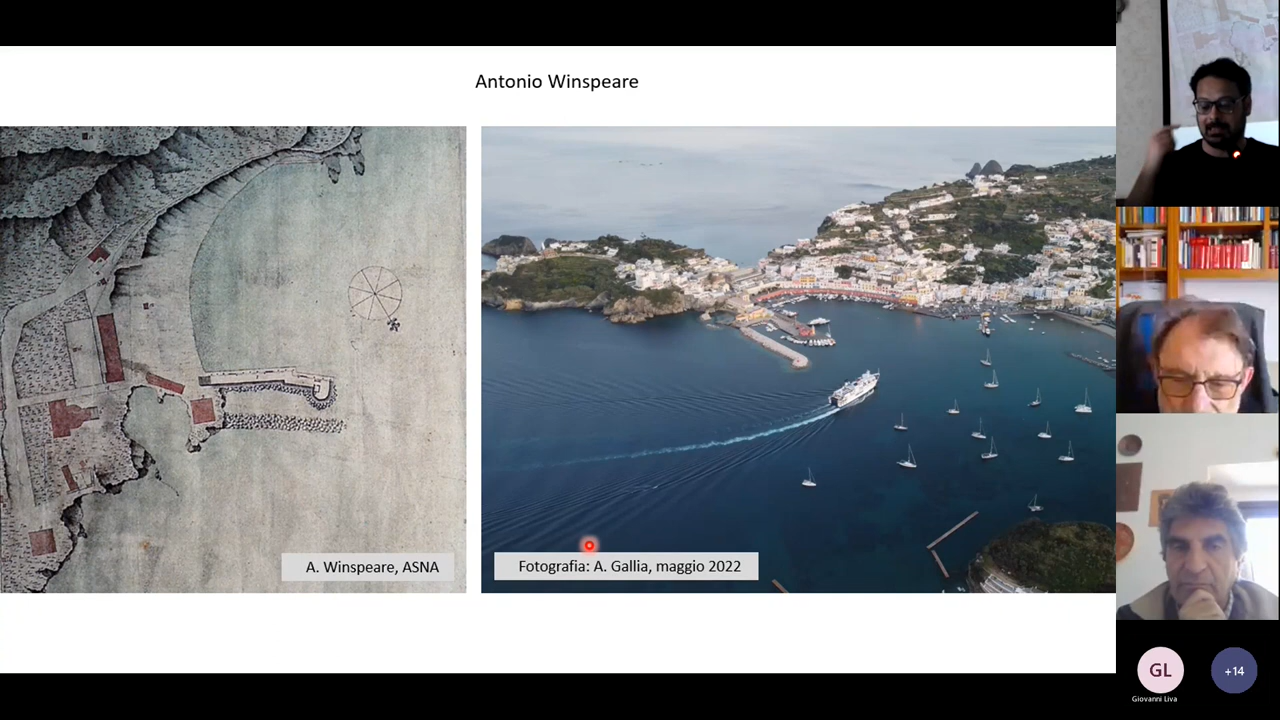 Antonio Winspeare
A. Winspeare, ASNA
Fotografia: A. Gallia, maggio 2022
GL
+14
Giovanni Liva